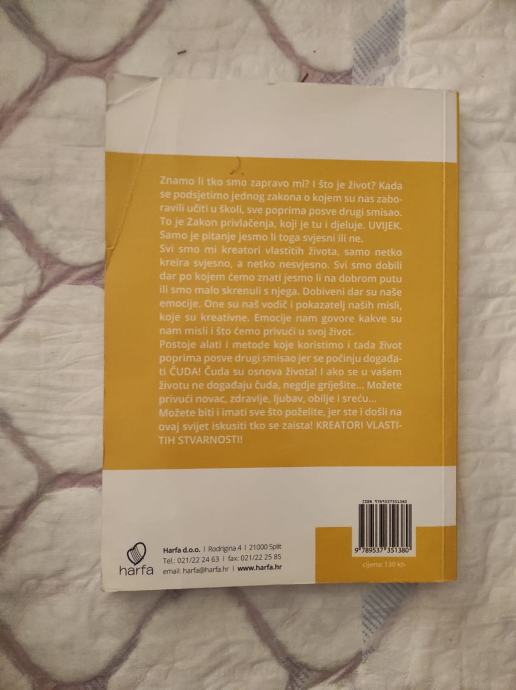 Znamo li tko smo zapravo mi? I što je život? Kada
se podsjetimo jednog zakona o kojem su nas zabo-
ravili učiti u školi, sve poprima posve drugi smisao.
To je Zakon privlačenja, koji je tu i djeluje. UVIJEK.
Samo je pitanje jesmo li toga svjesni ili ne.
Svi smo mi kreatori vlastitih života, samo netko
kreira svjesno, a netko nesvjesno. Svi smo dobili
dar po kojem ćemo znati jesmo li na dobrom putu
ili smo malo skrenuli s njega. Dobiveni dar su naše
emocije. One su naš vodič i pokazatelj naših misli,
koje su kreativne. Emocije nam govore kakve su
nam misli i što ćemo privući u svoj život.
Postoje alati i metode koje koristimo i tada život
poprima posve drugi smisao jer se počinju događa-
ti ČUDA! Čuda su osnova života! I ako se u vašem
životu ne događaju čuda, negdje griješite... Možete
privući novac, zdravlje, ljubav, obilje i sreću...
Možete biti i imati sve što poželite, jer ste i došli na
ovaj svijet iskusiti tko se zaista! KREATORI VLASTI-
TIH STVARNOSTI!
ISBN 9789537351380
9 789537 351380
cijena: 130 kn
harfa
Harfa d.o.o. | Rodrigina 4 | 21000 Split
Tel.: 021/22 24 63 | fax: 021/22 25 85
email: harfa@harfa.hr | www.harfa.hr